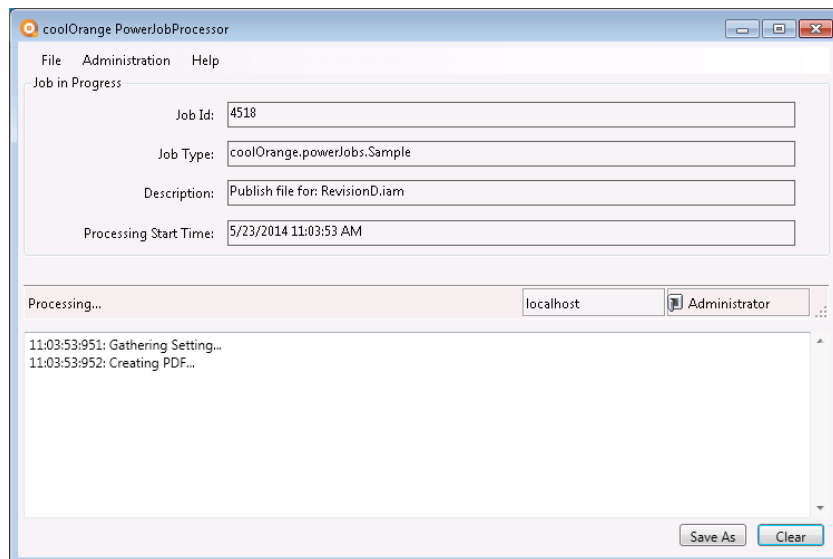 coolOrange PowerJobProcessor
File Administration Help
Job in Progress
Job Id: 4518
Job Type: coolOrange.powerJobs.Sample
Description: Publish file for: RevisionD.iam
Processing Start Time: 5/23/2014 11:03:53 AM
Processing... localhost Administrator
11:03:53:951: Gathering Setting...
11:03:53:952: Creating PDF...
Save As Clear